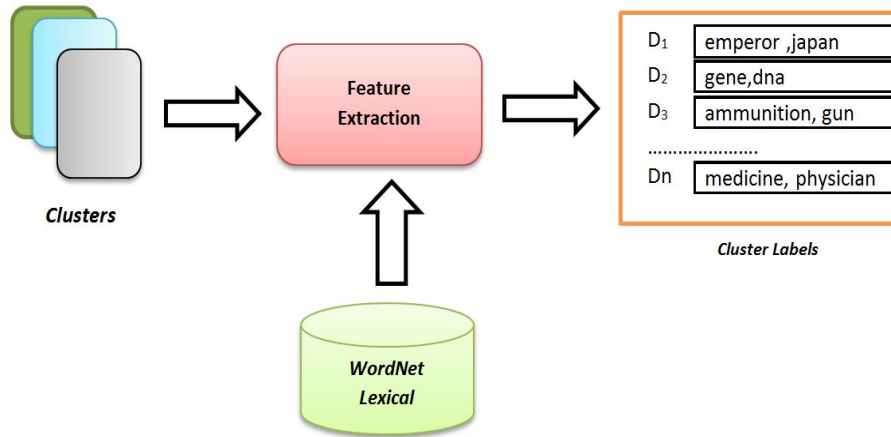 Clusters
Feature
Extraction
WordNet
Lexical
D1 emperor ,japan
D2 gene,dna
D3 ammunition, gun
.....................
Dn medicine, physician
Cluster Labels